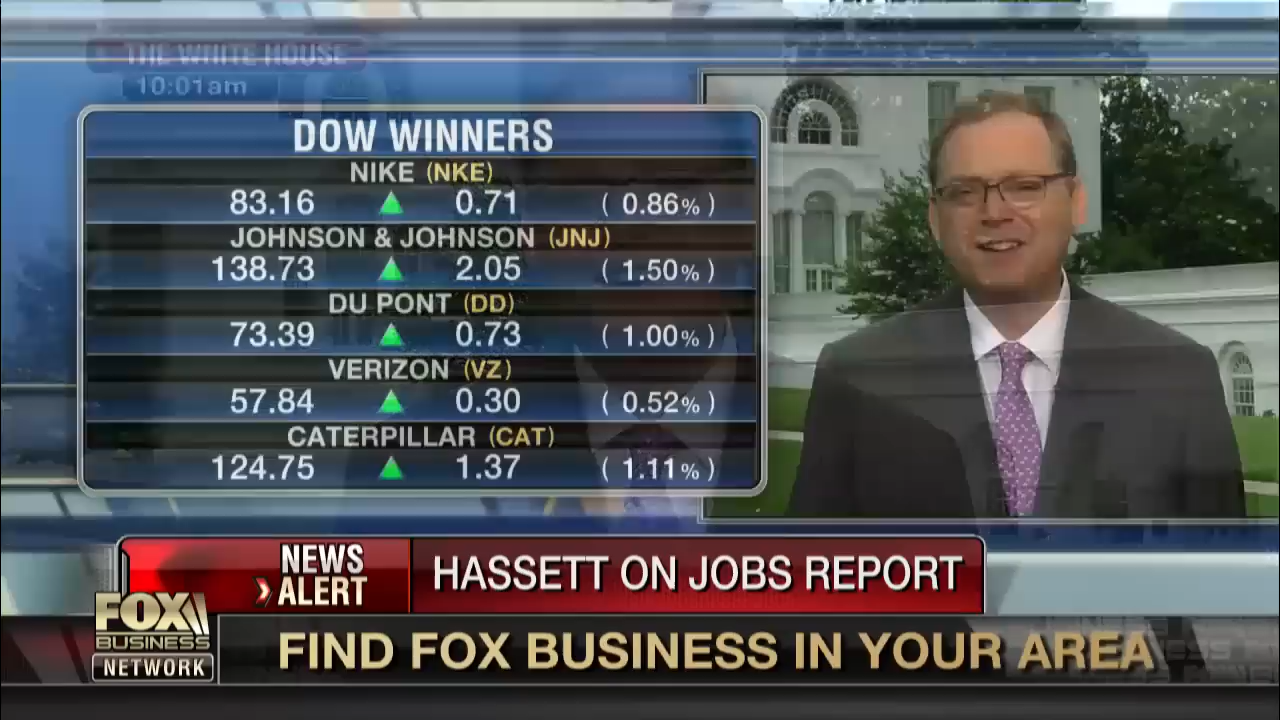 THE WHITE HOUSE
10:01am
DOW WINNERS
NIKE (NKE)
83.16 ▲ 0.71 (0.86%)
JOHNSON & JOHNSON (JNJ)
138.73 ▲ 2.05 (1.50%)
DU PONT (DD)
73.39 ▲ 0.73 (1.00%)
VERIZON (VZ)
57.84 ▲ 0.30 (0.52%)
CATERPILLAR (CAT)
124.75 ▲ 1.37 (1.11%)
NEWS
ALERT
HASSETT ON JOBS REPORT
FOX
BUSINESS
NETWORK
FIND FOX BUSINESS IN YOUR AREA